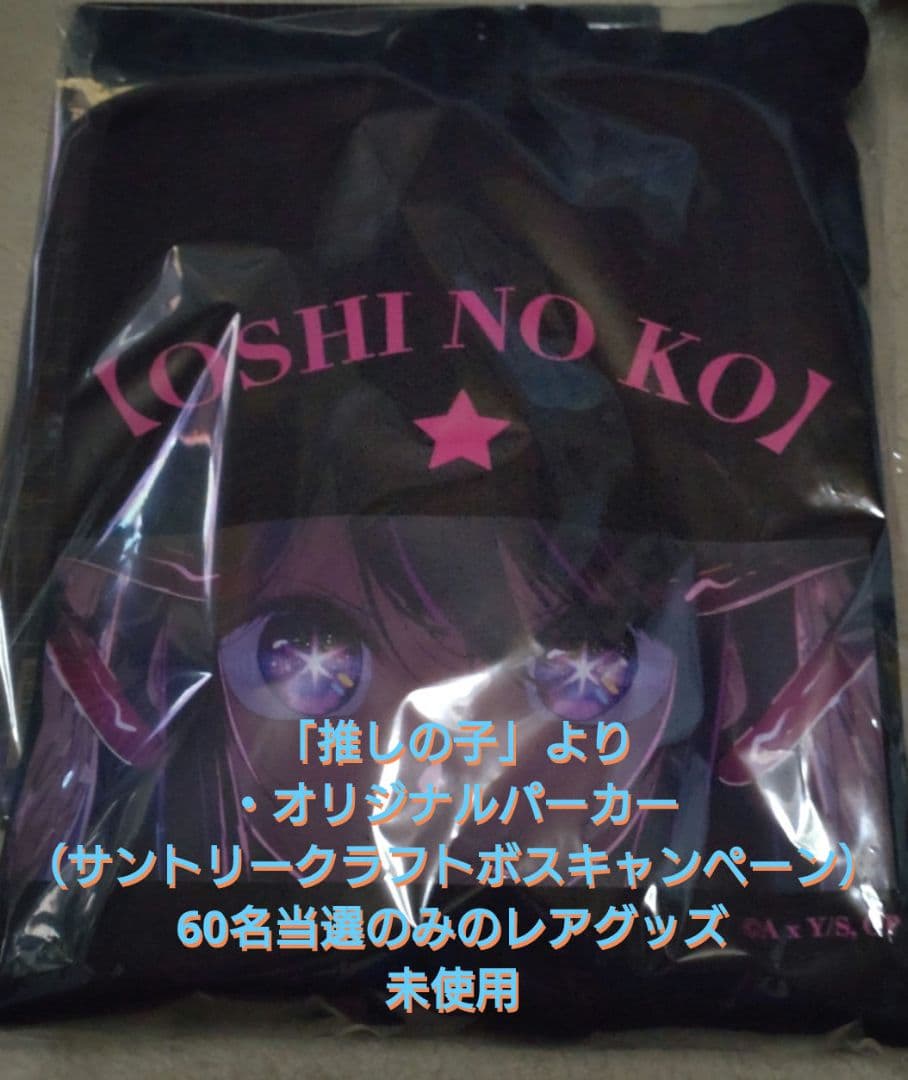 【OSHI NO KO】
「推しの子」より
・オリジナルパーカー
（サントリークラフトボスキャンペーン）
60名当選のみのレアグッズ
©A x Y/S,
未使用